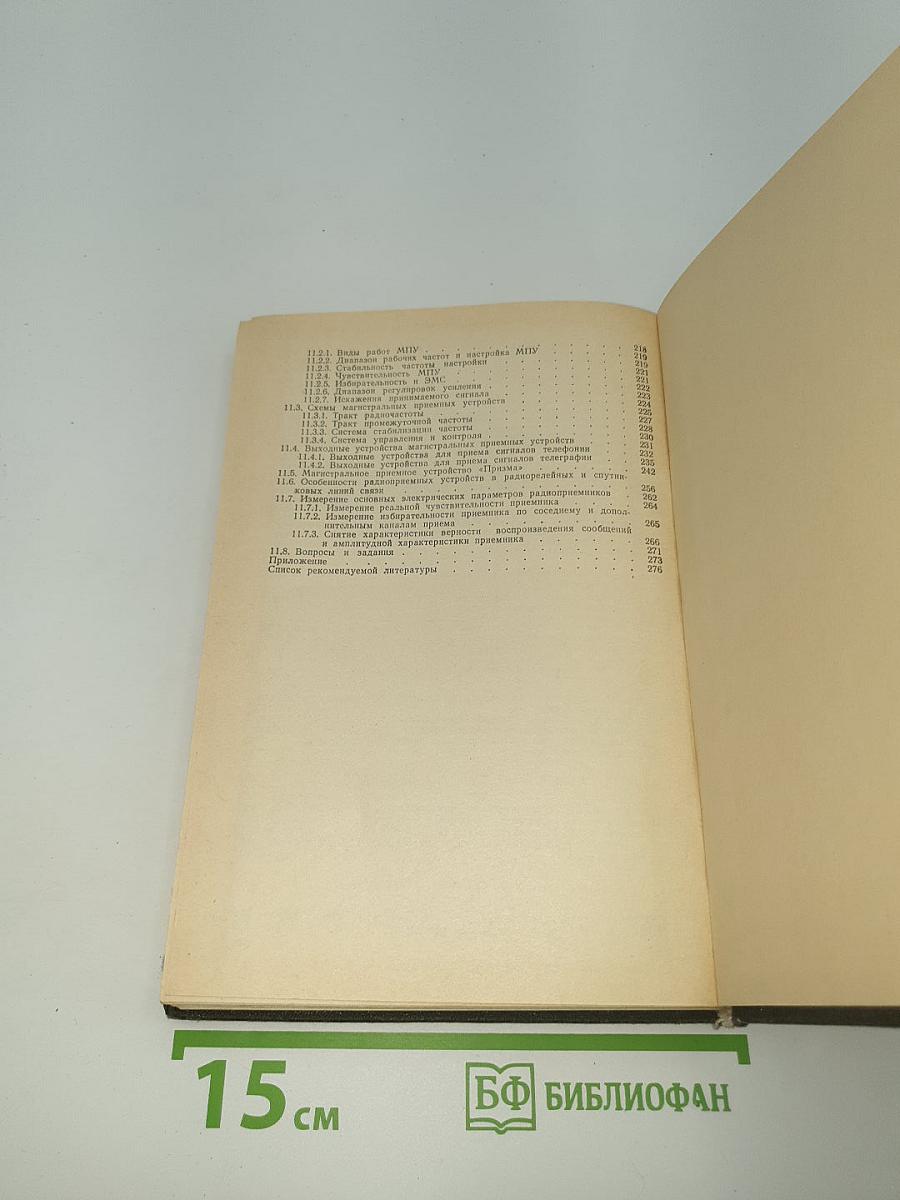 11.2.1. Виды работ МПУ . . . . . . . . . . 218
11.2.2. Диапазон рабочих частот и настройка МПУ 219
11.2.3. Стабильность частоты настройки . . . . . . 219
11.2.4. Чувствительность МПУ . . . . . . . . 221
11.2.5. Избирательность и ЭМС . . . . . . . . 221
11.2.6. Диапазон регулировок усиления . . . . . . 222
11.2.7. Искажения принимаемого сигнала . . . . . . 223
11.3. Схемы магистральных приемных устройств . . . . . . 224
11.3.1. Тракт радиочастоты . . . . . . . . 225
11.3.2. Тракт промежуточной частоты . . . . . . 227
11.3.3. Система стабилизации частоты . . . . . . 228
11.3.4. Система управления и контроля . . . . . . 230
11.4. Выходные устройства магистральных приемных устройств . . 231
11.4.1. Выходные устройства для приема сигналов телефонии . . 232
11.4.2. Выходные устройства для приема сигналов телеграфии . . 235
11.5. Магистральное приемное устройство «Призма» . . . . 242
11.6. Особенности радиоприемных устройств в радиорелейных и спутни-
ковых линий связи . . . . . . . . . . 256
11.7. Измерение основных электрических параметров радиоприемников . 262
11.7.1. Измерение реальной чувствительности приемника . . . 264
11.7.2. Измерение избирательности приемника по соседнему и допол-
нительным каналам приема . . . . . . . . 265
11.7.3. Снятие характеристики верности воспроизведения сообщений
и амплитудной характеристики приемника . . . . . 266
11.8. Вопросы и задания . . . . . . . . . . 271
Приложение . . . . . . . . . . . . 273
Список рекомендуемой литературы . . . . . . . . 276
15 см
БФ БИБЛИОФАН